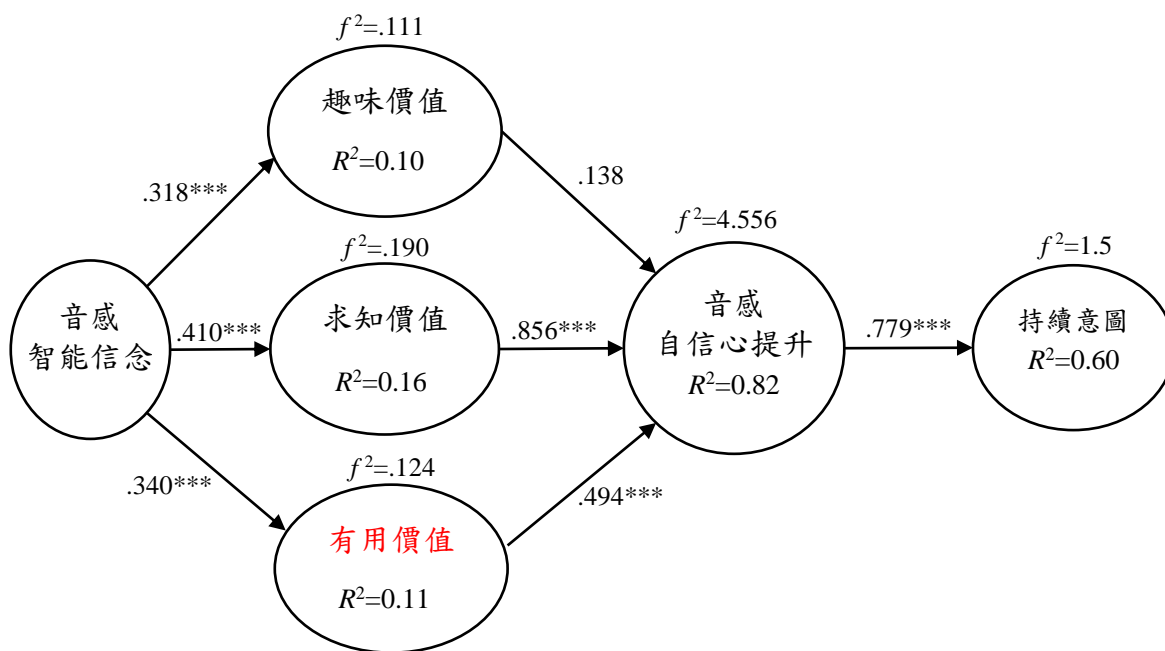 f²=.111
趣味價值
R²=0.10
.318***
.138
f²=4.556
f²=.190
f²=1.5
音感
智能信念
.410***
求知價值
R²=0.16
.856***
音感
自信心提升
R²=0.82
.779***
持續意圖
R²=0.60
.340***
f²=.124
.494***
有用價值
R²=0.11